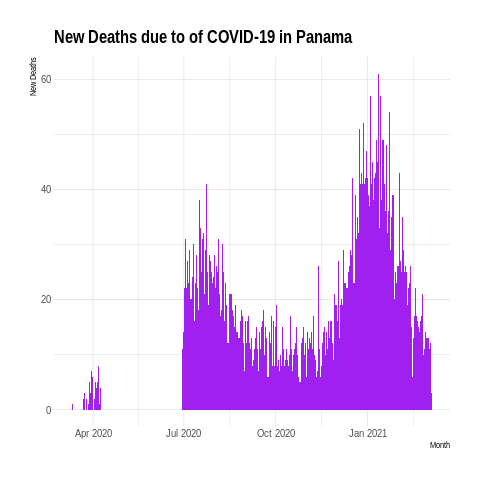 New Deaths due to of COVID-19 in Panama
New Deaths
60
40
20
0
Apr 2020 Jul 2020 Oct 2020 Jan 2021
Month